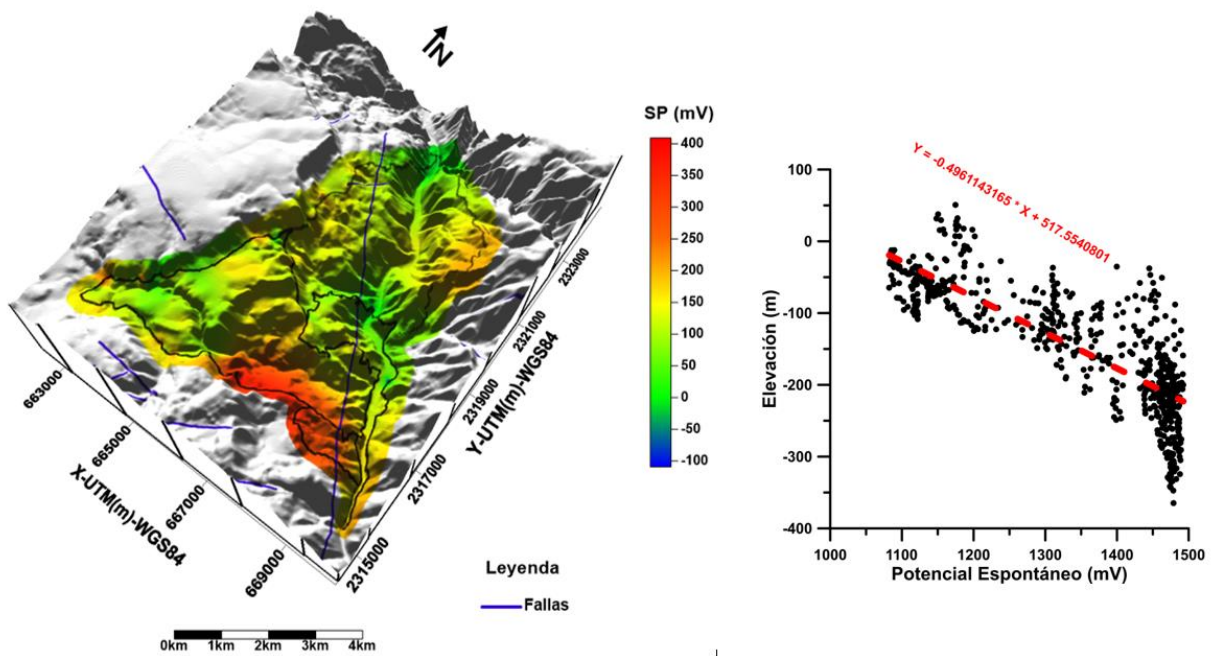 N
SP (mV)
400
350
300
250
200
150
100
50
0
-50
-100
663000
665000
667000
669000
X-UTM(m)-WGS84
2315000
2317000
2319000
2321000
2323000
Y-UTM(m)-WGS84
Leyenda
Fallas
0km 1km 2km 3km 4km
Y = -0.4961143165 * X + 517.5540801
Elevación (m)
100
0
-100
-200
-300
-400
1000 1100 1200 1300 1400 1500
Potencial Espontáneo (mV)